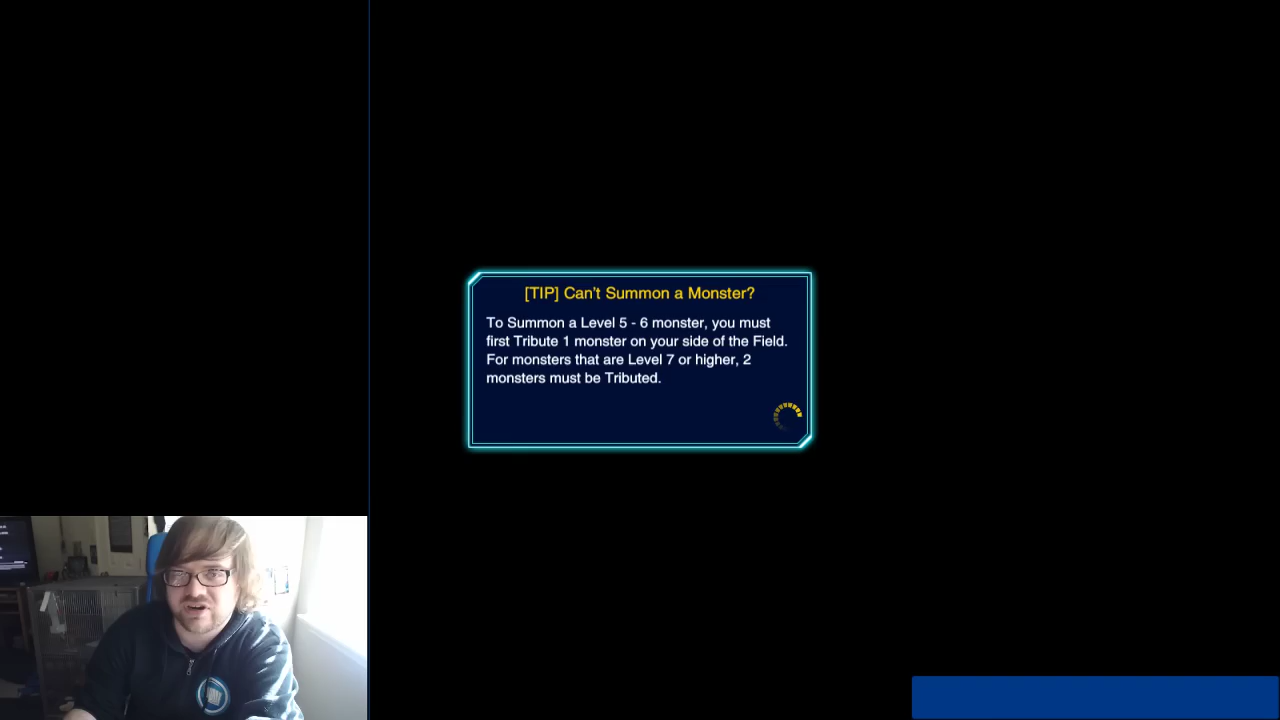 [TIP] Can't Summon a Monster?
To Summon a Level 5 - 6 monster, you must
first Tribute 1 monster on your side of the Field.
For monsters that are Level 7 or higher, 2
monsters must be Tributed.